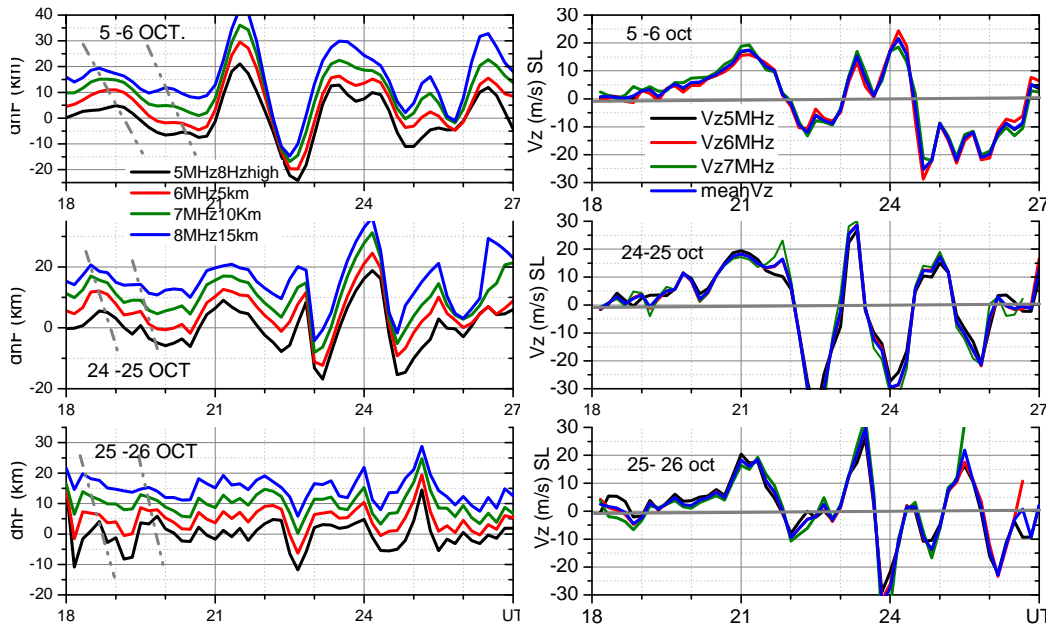 dhF (km)
40
30
20
10
0
-10
-20
-30
5 -6 OCT.
5MHz8Hzhigh
6MHz5km
7MHz10Km
8MHz15km
18 21 24 27
Vz (m/s) SL
30
20
10
0
-10
-20
-30
5-6 oct
Vz5MHz
Vz6MHz
Vz7MHz
meanVz
18 21 24 27
dhF (km)
20
0
-20
24 -25 OCT
18 21 24 27
Vz (m/s) SL
30
20
10
0
-10
-20
-30
24-25 oct
18 21 24 27
dhF (km)
30
20
10
0
-10
-20
25 -26 OCT
18 21 24 UT
Vz (m/s) SL
30
20
10
0
-10
-20
-30
25- 26 oct
18 21 24 UT